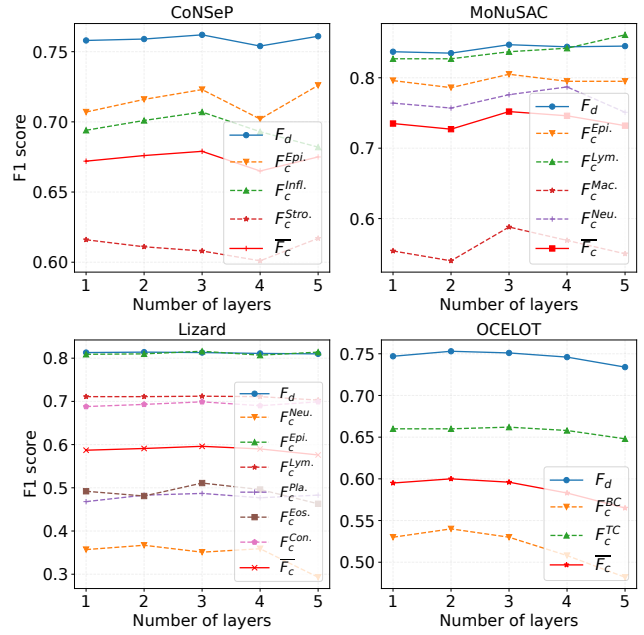 CoNSeP
F1 score
0.75
0.70
0.65
0.60
F_d
F_c^{Epi.}
F_c^{Infl.}
F_c^{Stro.}
\overline{F_c}
1 2 3 4 5
Number of layers
MoNuSAC
0.8
0.6
F_d
F_c^{Epi.}
F_c^{Lym.}
F_c^{Mac.}
F_c^{Neu.}
\overline{F_c}
1 2 3 4 5
Number of layers
Lizard
F1 score
0.8
0.7
0.6
0.5
0.4
0.3
F_d
F_c^{Neu.}
F_c^{Epi.}
F_c^{Lym.}
F_c^{Pla.}
F_c^{Eos.}
F_c^{Con.}
\overline{F_c}
1 2 3 4 5
Number of layers
OCELOT
0.75
0.70
0.65
0.60
0.55
0.50
F_d
F_c^{BC}
F_c^{TC}
\overline{F_c}
1 2 3 4 5
Number of layers